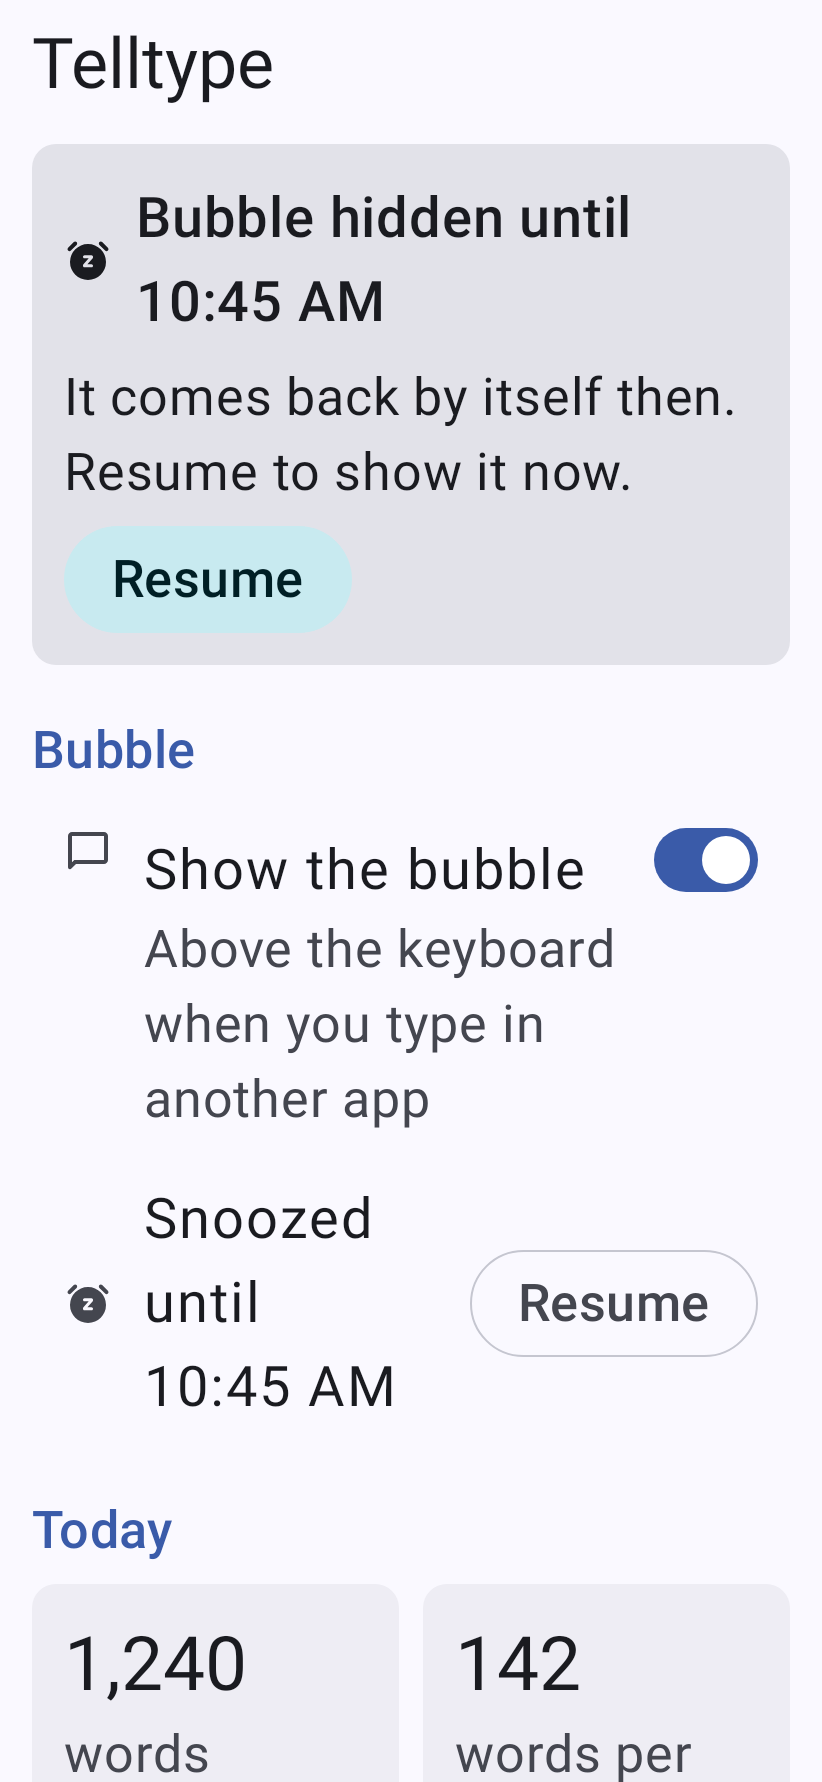 Telltype
Bubble hidden until
10:45 AM
It comes back by itself then.
Resume to show it now.
Resume
Bubble
Show the bubble
Above the keyboard
when you type in
another app
Snoozed
until
10:45 AM
Resume
Today
1,240
words
142
words per